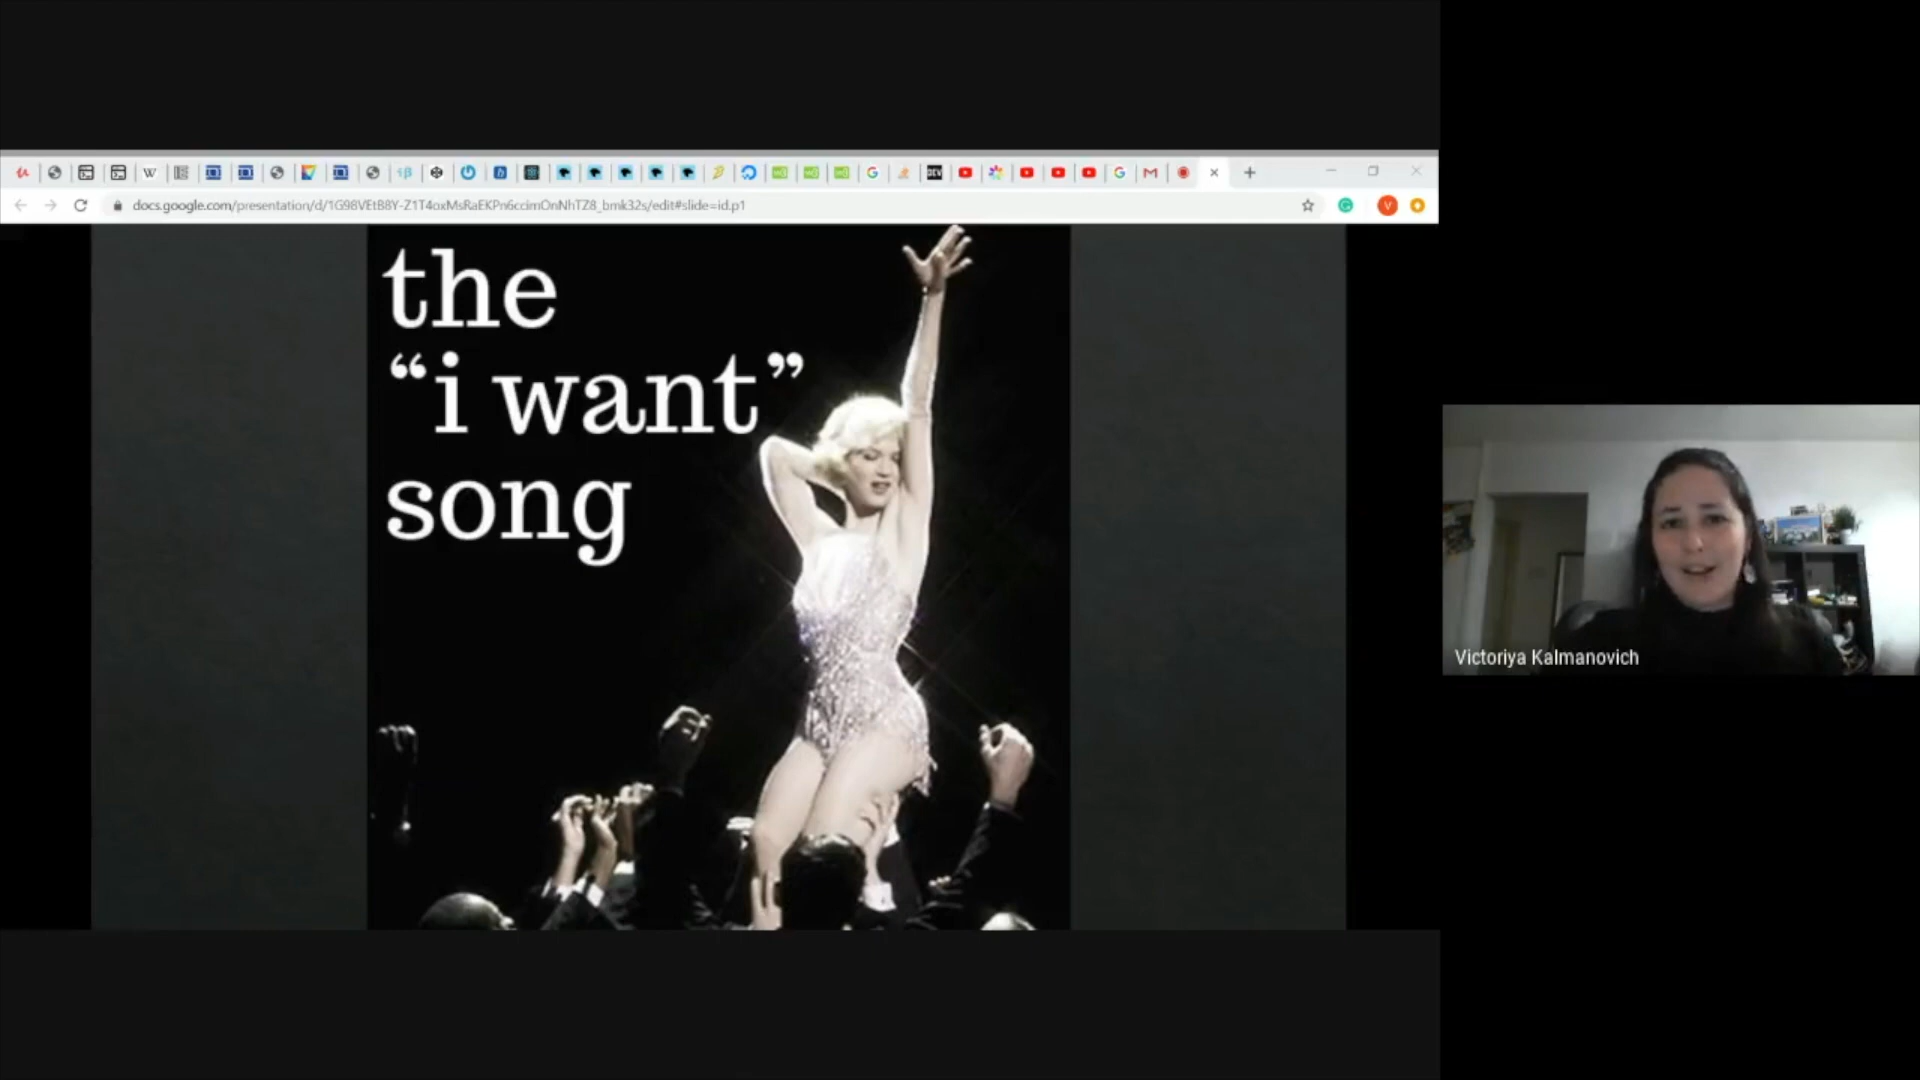 docs.google.com/presentation/d/1G98VEtB8Y-Z1T4oxMsRaEKPn6ccimOnNhTZ8_bmk32s/edit#slide=id.p1
the
“i want”
song
Victoriya Kalmanovich